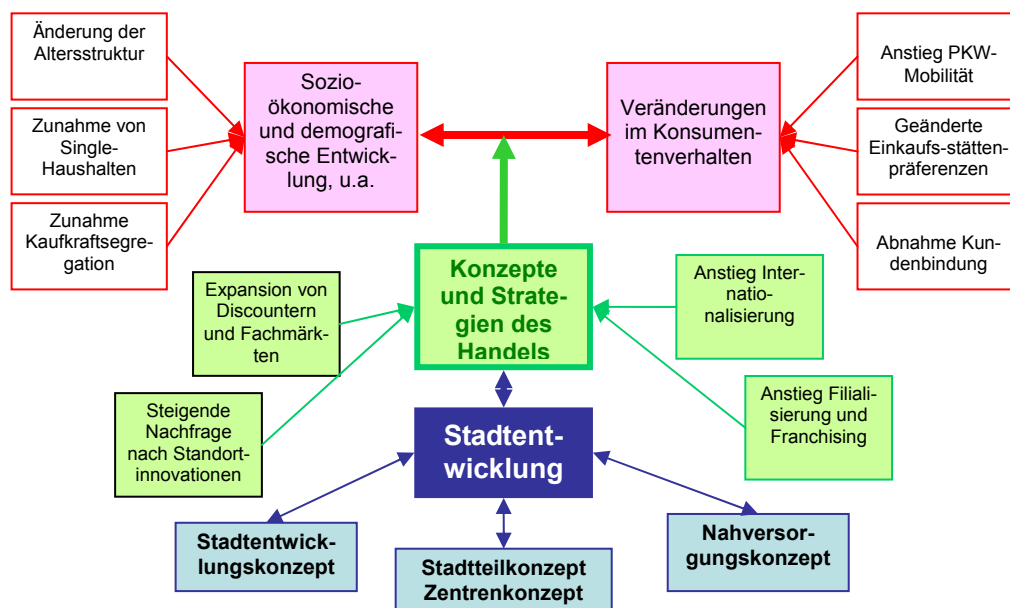 Änderung der
Altersstruktur
Sozio-
ökonomische
und demografi-
sche Entwick-
lung, u.a.
Veränderungen
im Konsumen-
tenverhalten
Anstieg PKW-
Mobilität
Zunahme von
Single-
Haushalten
Geänderte
Einkaufs-stätten-
präferenzen
Zunahme
Kaufkraftsegre-
gation
Abnahme Kun-
denbindung
Expansion von
Discountern
und Fachmärk-
ten
Konzepte
und Strate-
gien des
Handels
Anstieg Inter-
natio-
nalisierung
Steigende
Nachfrage
nach Standort-
innovationen
Stadtent-
wicklung
Anstieg Filiali-
sierung und
Franchising
Stadtentwick-
lungskonzept
Stadtteilkonzept
Zentrenkonzept
Nahversor-
gungskonzept